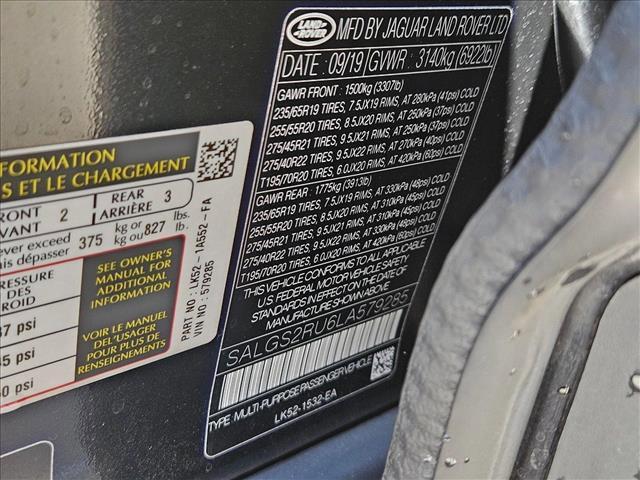 LAND ROVER
MFD BY JAGUAR LAND ROVER LTD
DATE : 09/19 GVWR : 3140kg (6922lb)
GAWR FRONT : 1500kg (3307lb)
235/65R19 TIRES, 7.5JX19 RIMS, AT 280kPa (41psi) COLD
255/55R20 TIRES, 8.5JX20 RIMS, AT 250kPa (37psi) COLD
275/45R21 TIRES, 9.5JX21 RIMS, AT 250kPa (37psi) COLD
275/40R22 TIRES, 9.5JX22 RIMS, AT 270kPa (40psi) COLD
T195/70R20 TIRES, 6.0JX20 RIMS, AT 420kPa (60psi) COLD
GAWR REAR : 1775kg (3913lb)
235/65R19 TIRES, 7.5JX19 RIMS, AT 330kPa (48psi) COLD
255/55R20 TIRES, 8.5JX20 RIMS, AT 310kPa (45psi) COLD
275/45R21 TIRES, 9.5JX21 RIMS, AT 310kPa (45psi) COLD
275/40R22 TIRES, 9.5JX22 RIMS, AT 330kPa (48psi) COLD
T195/70R20 TIRES, 6.0JX20 RIMS, AT 420kPa (60psi) COLD
THIS VEHICLE CONFORMS TO ALL APPLICABLE
U.S FEDERAL MOTOR VEHICLE SAFETY
STANDARDS IN EFFECT ON THE DATE OF
MANUFACTURE SHOWN ABOVE.
SALGS2RU6LA579285
TYPE : MULTI-PURPOSE PASSENGER VEHICLE
LK52-1532-EA
FORMATION
S ET LE CHARGEMENT
RONT 2 REAR 3
VANT ARRIÈRE
ever exceed 375 kg or 827 lbs.
dépasser kg ou lb.
RESSURE
DES
ROID
37 psi
45 psi
60 psi
SEE OWNER'S
MANUAL FOR
ADDITIONAL
INFORMATION
VOIR LE MANUEL
DE L'USAGER
POUR PLUS DE
RENSEIGNEMENTS
PART NO : LK52 - 1A552 - FA
VIN NO : 579285